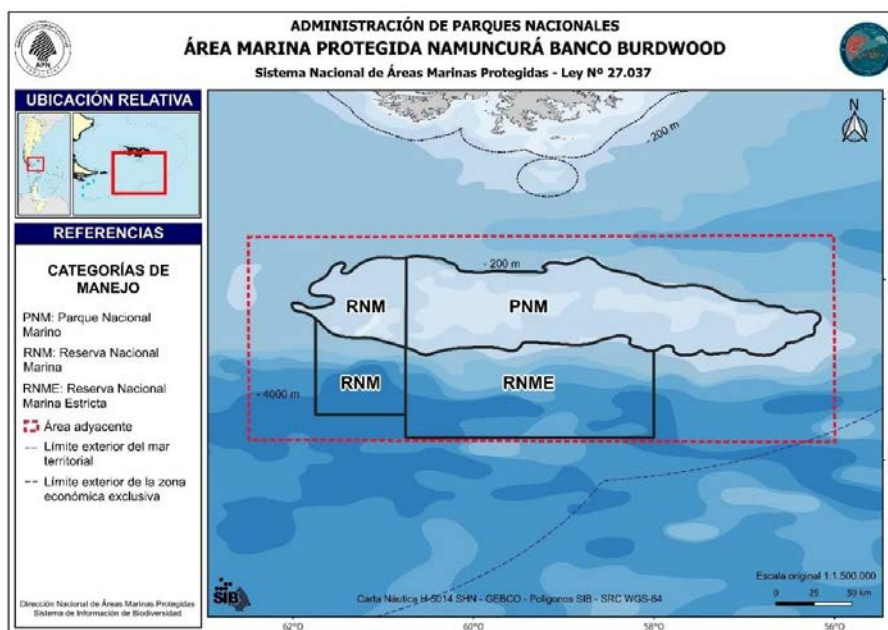 ADMINISTRACIÓN DE PARQUES NACIONALES
ÁREA MARINA PROTEGIDA NAMUNCURÁ BANCO BURDWOOD
Sistema Nacional de Áreas Marinas Protegidas - Ley Nº 27.037
APN
UBICACIÓN RELATIVA
REFERENCIAS
CATEGORÍAS DE
MANEJO
PNM: Parque Nacional
Marino
RNM: Reserva Nacional
Marina
RNME: Reserva Nacional
Marina Estricta
Área adyacente
Límite exterior del mar
territorial
Límite exterior de la zona
económica exclusiva
Dirección Nacional de Áreas Marinas Protegidas
Sistema de Información de Biodiversidad
N
- 200 m
- 200 m
RNM
PNM
RNM
RNME
- 4000 m
Escala original 1:1.500.000
0 25 50 km
SIB
Carta Náutica H-5014 SHN - GEBCO - Polígonos SIB - SRC WGS-84
62°O
60°O
58°O
56°O